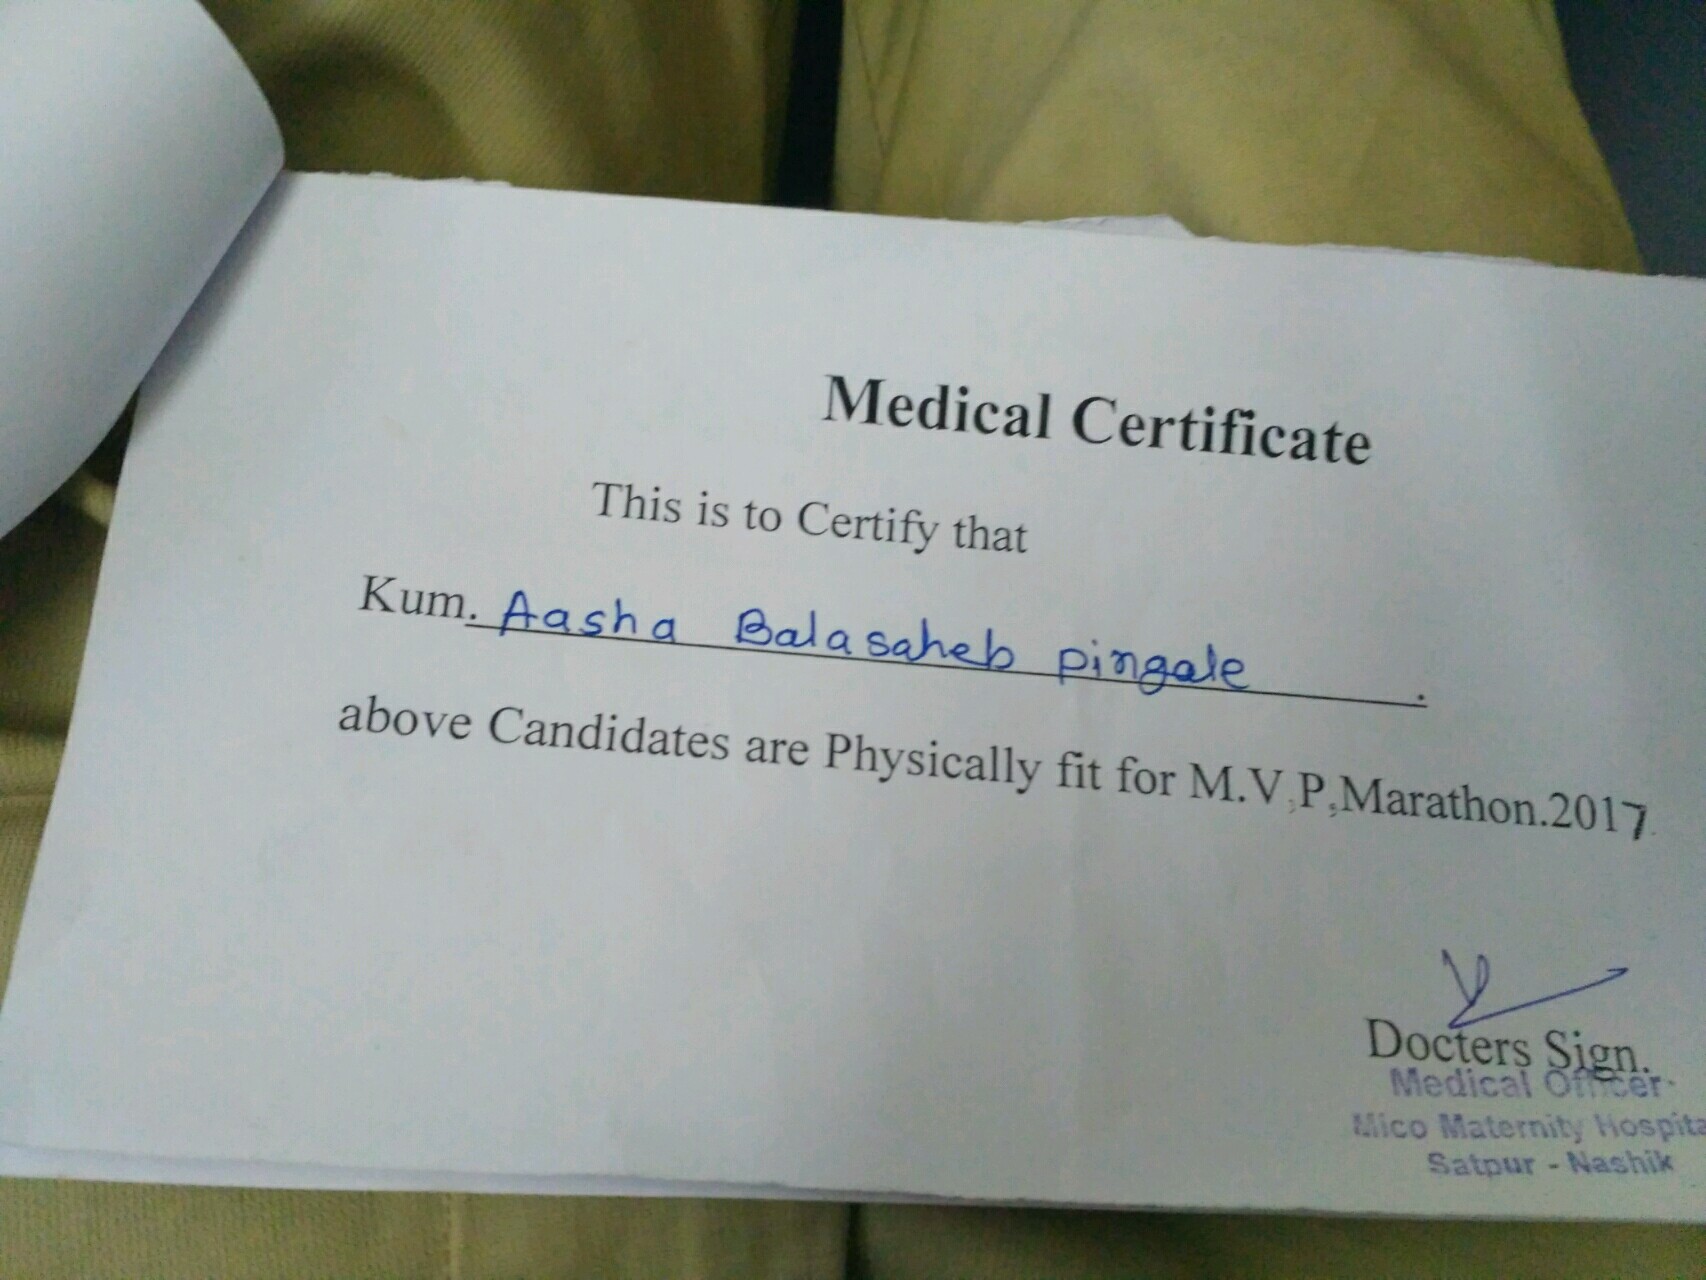 Medical Certificate
This is to Certify that
Kum. Aasha Balasaheb pingale .
above Candidates are Physically fit for M.V,P,Marathon.2017
Docters Sign.
Medical Officer
Mico Maternity Hospita
Satpur - Nashik